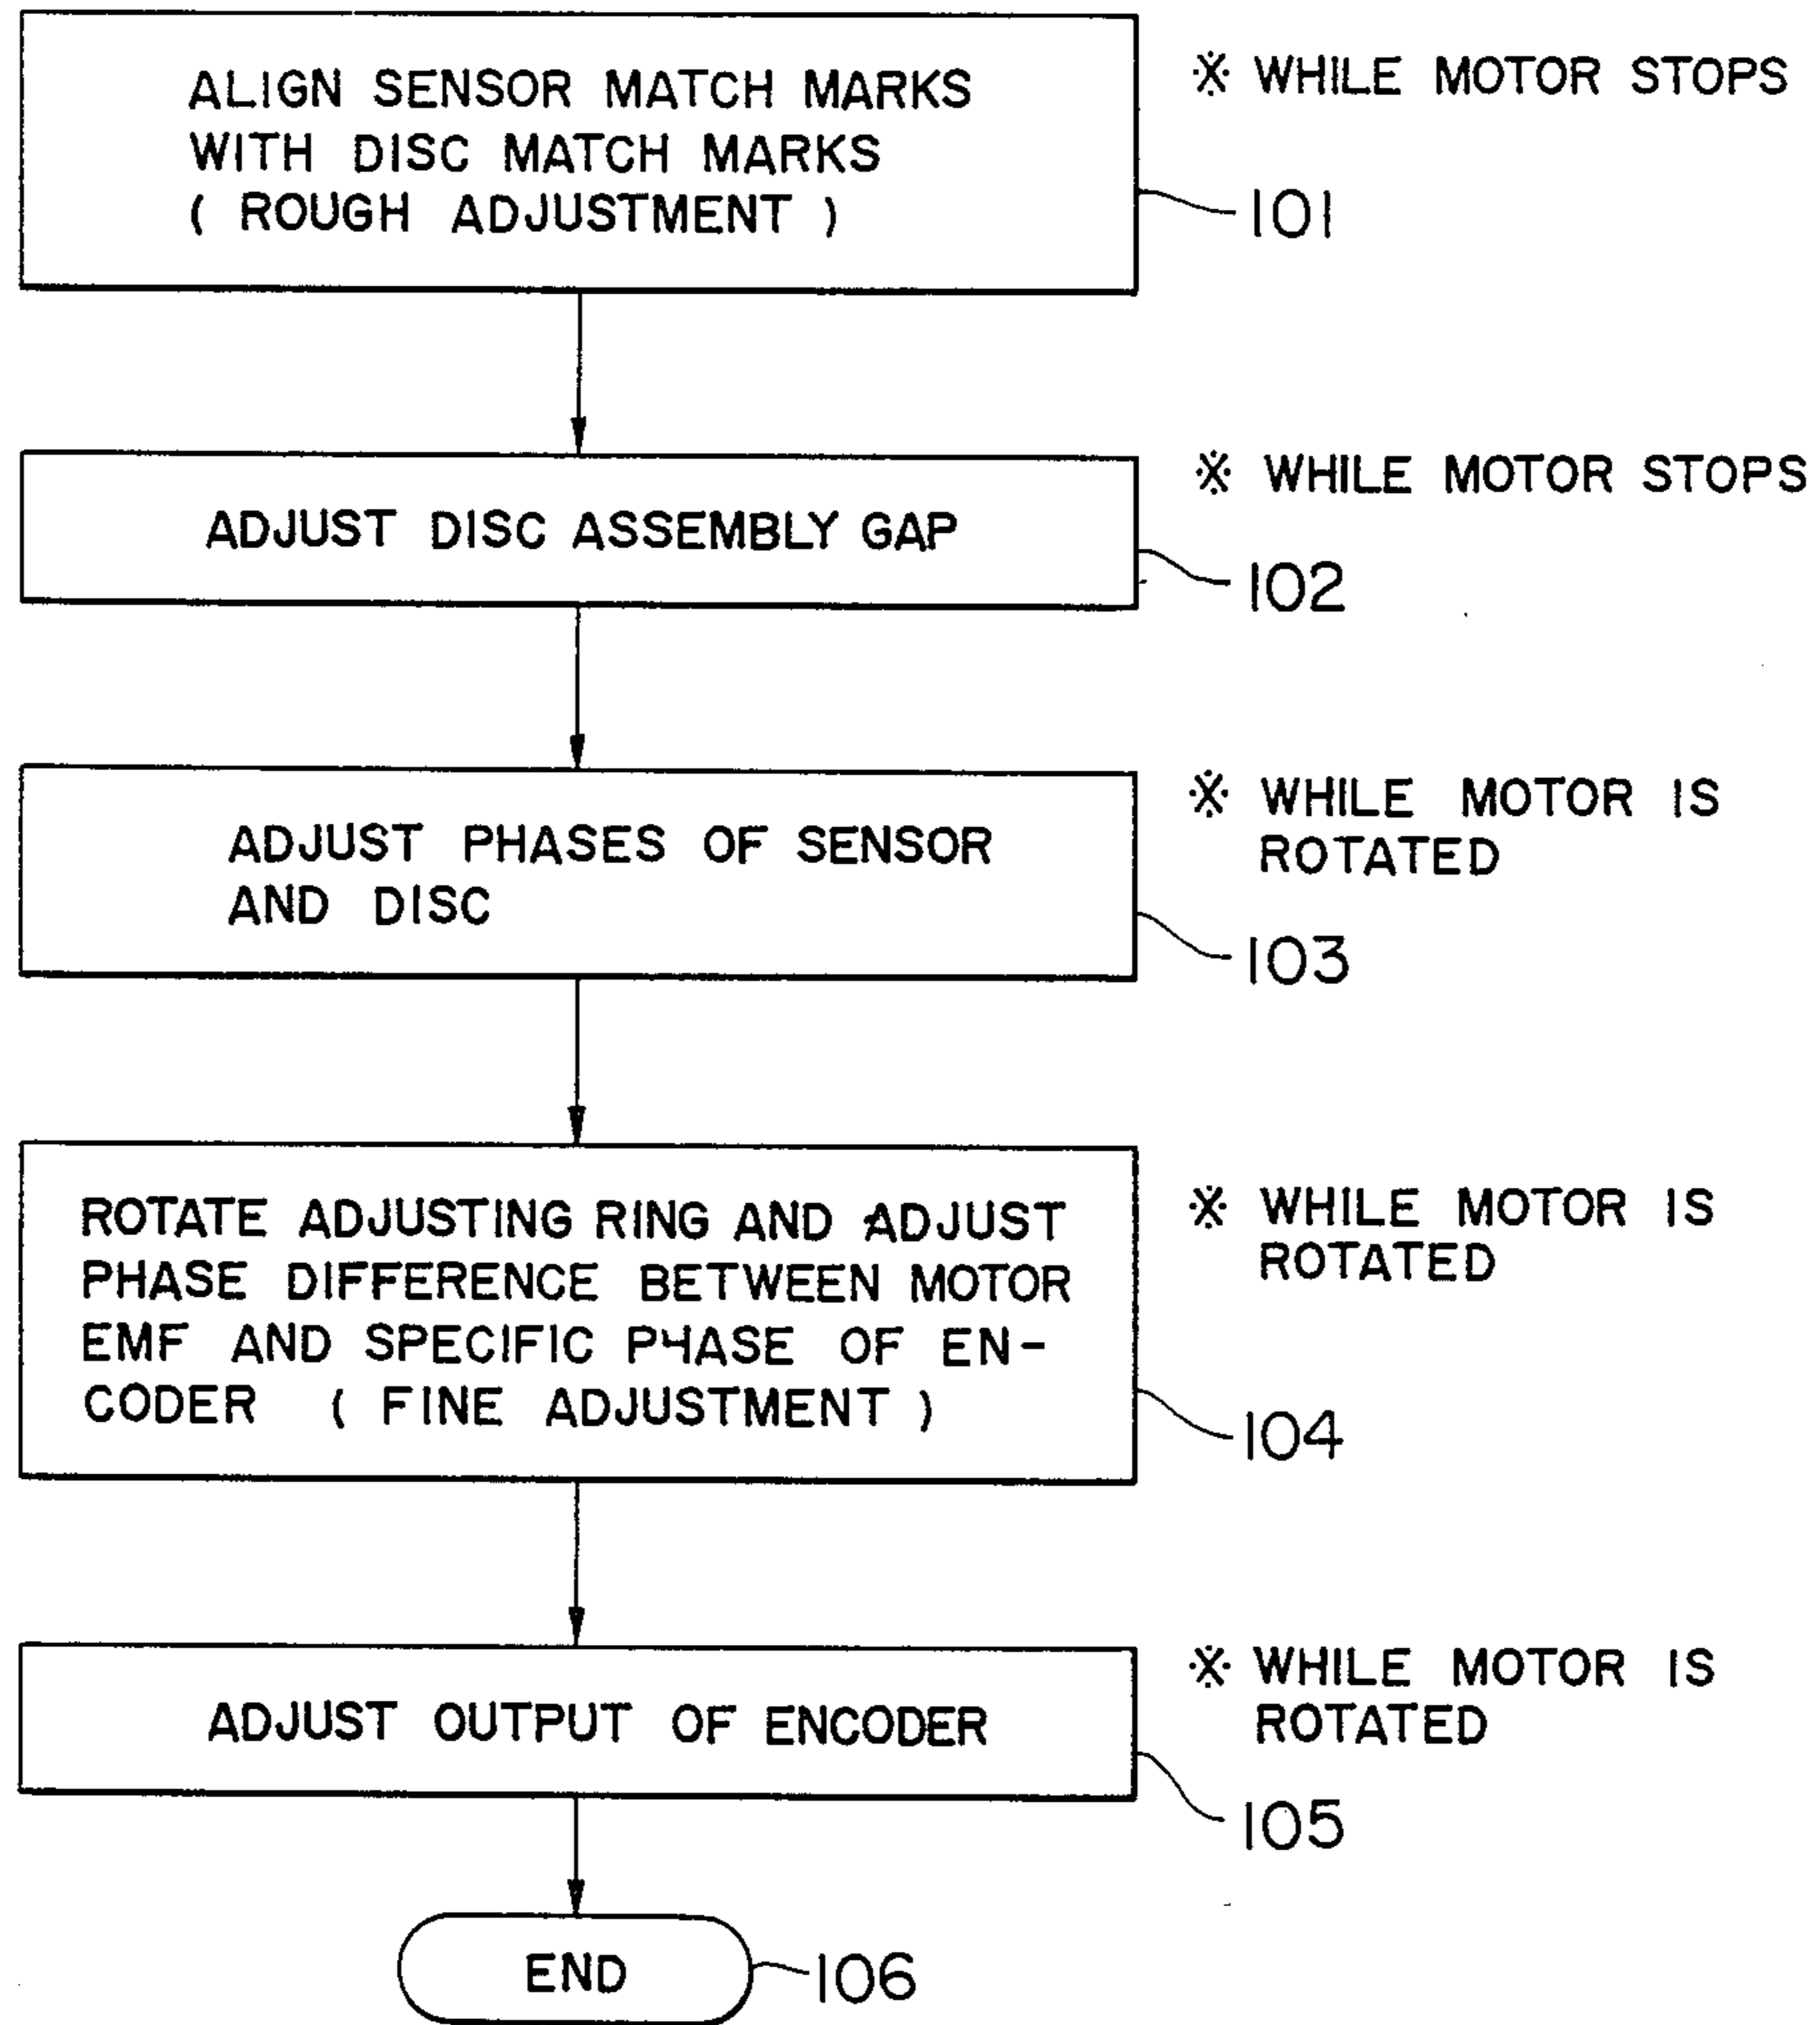 ALIGN SENSOR MATCH MARKS
WITH DISC MATCH MARKS
( ROUGH ADJUSTMENT )
※ WHILE MOTOR STOPS
101
ADJUST DISC ASSEMBLY GAP
※ WHILE MOTOR STOPS
102
ADJUST PHASES OF SENSOR
AND DISC
※ WHILE MOTOR IS
ROTATED
103
ROTATE ADJUSTING RING AND ADJUST
PHASE DIFFERENCE BETWEEN MOTOR
EMF AND SPECIFIC PHASE OF EN-
CODER ( FINE ADJUSTMENT )
※ WHILE MOTOR IS
ROTATED
104
ADJUST OUTPUT OF ENCODER
※ WHILE MOTOR IS
ROTATED
105
END
106